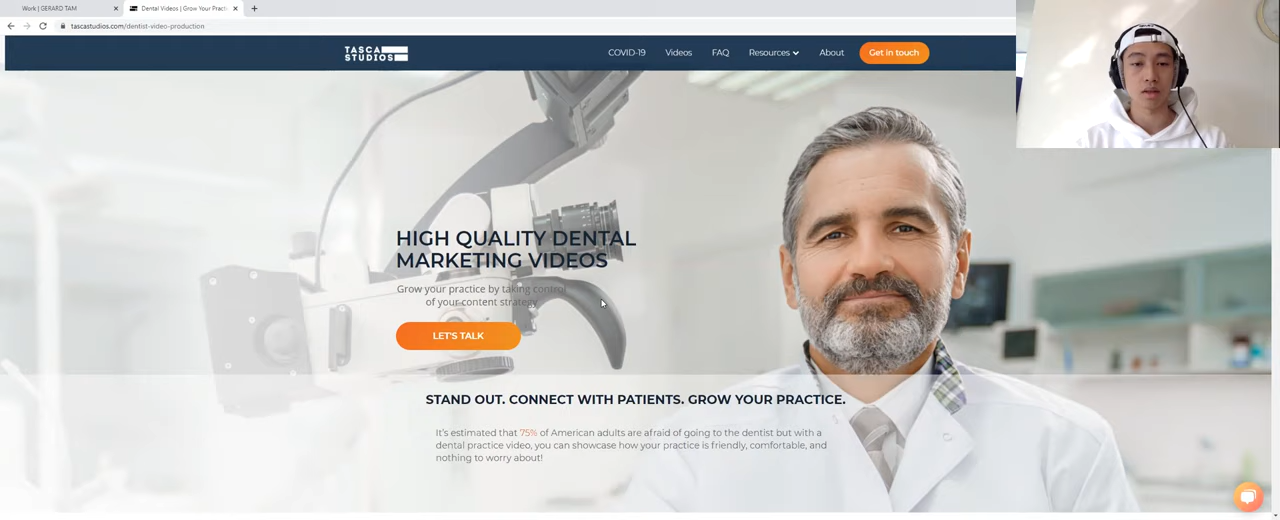 Work | GERARD TAM
Dental Videos | Grow Your Practi
tascastudios.com/dentist-video-production
TASCA
STUDIOS
COVID-19
Videos
FAQ
Resources
About
Get in touch
HIGH QUALITY DENTAL
MARKETING VIDEOS
Grow your practice by taking control
of your content strategy
LET'S TALK
STAND OUT. CONNECT WITH PATIENTS. GROW YOUR PRACTICE.
It's estimated that 75% of American adults are afraid of going to the dentist but with a
dental practice video, you can showcase how your practice is friendly, comfortable, and
nothing to worry about!